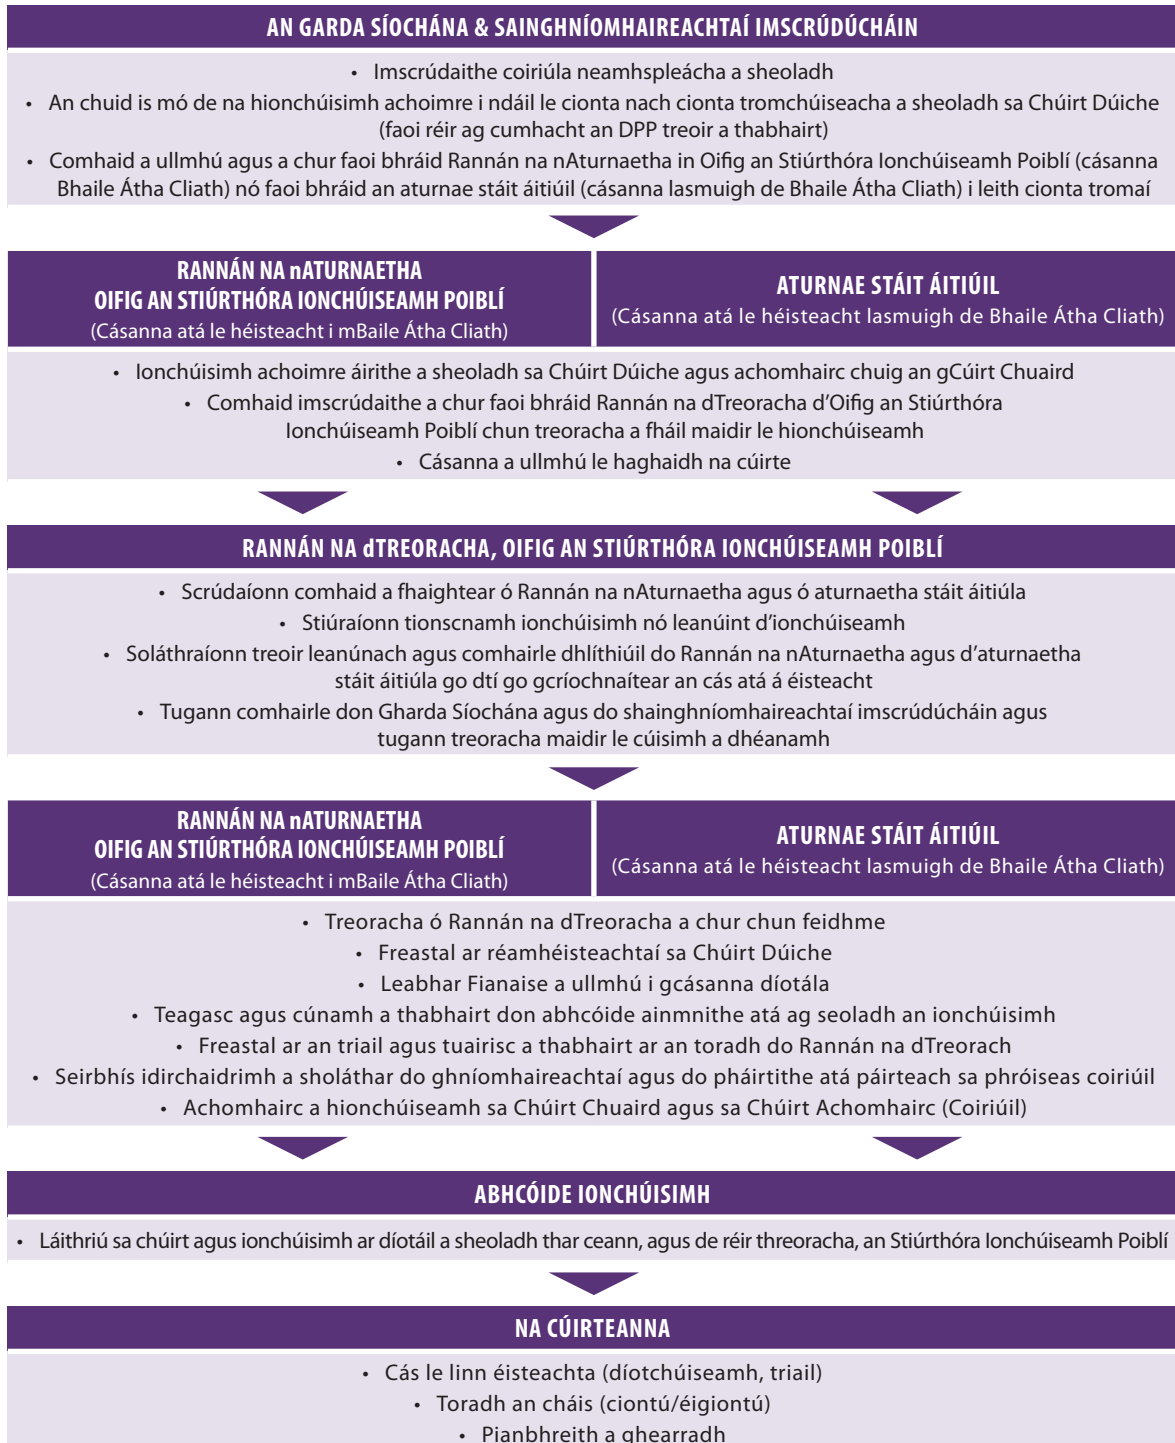 AN GARDA SÍOCHÁNA & SAINGHNÍOMHAIREACHTAÍ IMSCRÚDÚCHÁIN
• Imscrúdaithe coiriúla neamhspleácha a sheoladh
• An chuid is mó de na hionchúisimh achoimre i ndáil le cionta nach cionta tromchúiseacha a sheoladh sa Chúirt Dúiche
(faoi réir ag cumhacht an DPP treoir a thabhairt)
• Comhaid a ullmhú agus a chur faoi bhráid Rannán na nAturnaetha in Oifig an Stiúrthóra Ionchúiseamh Poiblí (cásanna
Bhaile Átha Cliath) nó faoi bhráid an aturnae stáit áitiúil (cásanna lasmuigh de Bhaile Átha Cliath) i leith cionta tromaí
RANNÁN NA nATURNAETHA
OIFIG AN STIÚRTHÓRA IONCHÚISEAMH POIBLÍ
(Cásanna atá le héisteacht i mBaile Átha Cliath)
ATURNAE STÁIT ÁITIÚIL
(Cásanna atá le héisteacht lasmuigh de Bhaile Átha Cliath)
• Ionchúisimh achoimre áirithe a sheoladh sa Chúirt Dúiche agus achomhairc chuig an gCúirt Chuaird
• Comhaid imscrúdaithe a chur faoi bhráid Rannán na dTreoracha d'Oifig an Stiúrthóra
Ionchúiseamh Poiblí chun treoracha a fháil maidir le hionchúiseamh
• Cásanna a ullmhú le haghaidh na cúirte
RANNÁN NA dTREORACHA, OIFIG AN STIÚRTHÓRA IONCHÚISEAMH POIBLÍ
• Scrúdaíonn comhaid a fhaightear ó Rannán na nAturnaetha agus ó aturnaetha stáit áitiúla
• Stiúraíonn tionscnamh ionchúisimh nó leanúint d'ionchúiseamh
• Soláthraíonn treoir leanúnach agus comhairle dhlíthiúil do Rannán na nAturnaetha agus d'aturnaetha
stáit áitiúla go dtí go gcríochnaítear an cás atá á éisteacht
• Tugann comhairle don Gharda Síochána agus do shainghníomhaireachtaí imscrúdúcháin agus
tugann treoracha maidir le cúisimh a dhéanamh
RANNÁN NA nATURNAETHA
OIFIG AN STIÚRTHÓRA IONCHÚISEAMH POIBLÍ
(Cásanna atá le héisteacht i mBaile Átha Cliath)
ATURNAE STÁIT ÁITIÚIL
(Cásanna atá le héisteacht lasmuigh de Bhaile Átha Cliath)
• Treoracha ó Rannán na dTreoracha a chur chun feidhme
• Freastal ar réamhéisteachtaí sa Chúirt Dúiche
• Leabhar Fianaise a ullmhú i gcásanna díotála
• Teagasc agus cúnamh a thabhairt don abhcóide ainmnithe atá ag seoladh an ionchúisimh
• Freastal ar an triail agus tuairisc a thabhairt ar an toradh do Rannán na dTreorach
• Seirbhís idirchaidrimh a sholáthar do ghníomhaireachtaí agus do pháirtithe atá páirteach sa phróiseas coiriúil
• Achomhairc a hionchúiseamh sa Chúirt Chuaird agus sa Chúirt Achomhairc (Coiriúil)
ABHCÓIDE IONCHÚISIMH
• Láithriú sa chúirt agus ionchúisimh ar díotáil a sheoladh thar ceann, agus de réir threoracha, an Stiúrthóra Ionchúiseamh Poiblí
NA CÚIRTEANNA
• Cás le linn éisteachta (díotchúiseamh, triail)
• Toradh an cháis (ciontú/éigiontú)
• Pianbhreith a ghearradh